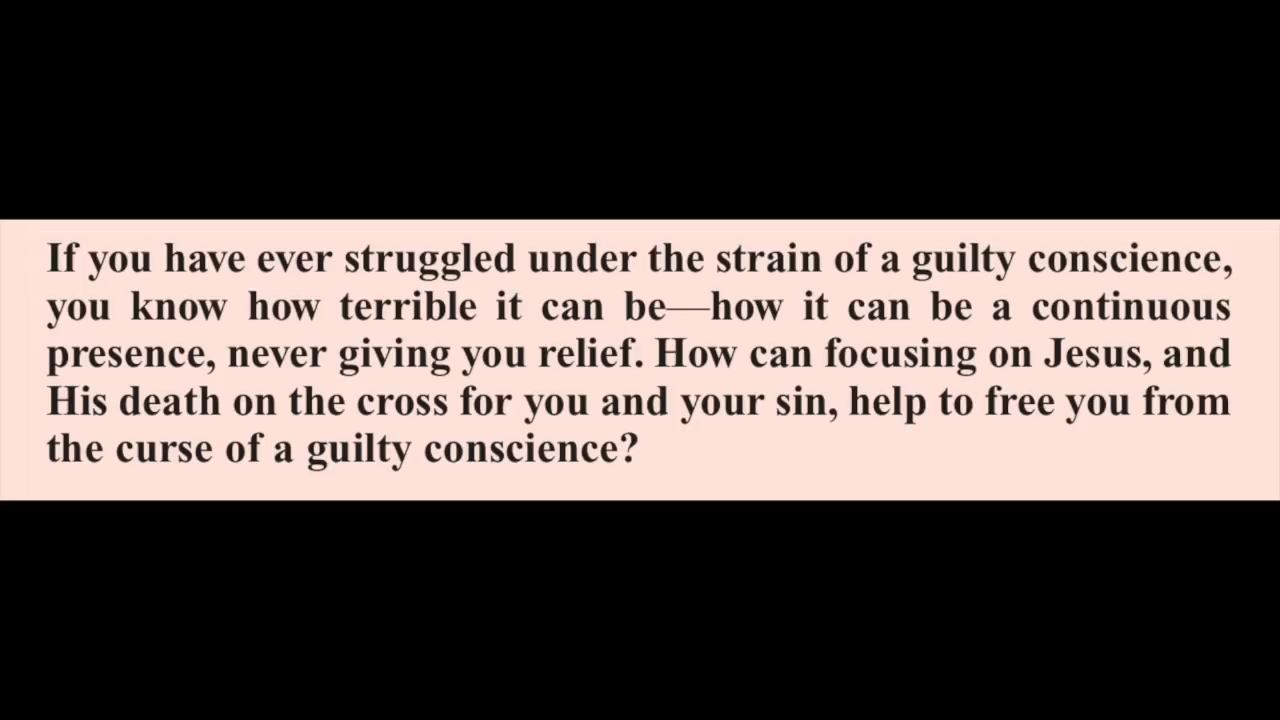 If you have ever struggled under the strain of a guilty conscience,
you know how terrible it can be—how it can be a continuous
presence, never giving you relief. How can focusing on Jesus, and
His death on the cross for you and your sin, help to free you from
the curse of a guilty conscience?